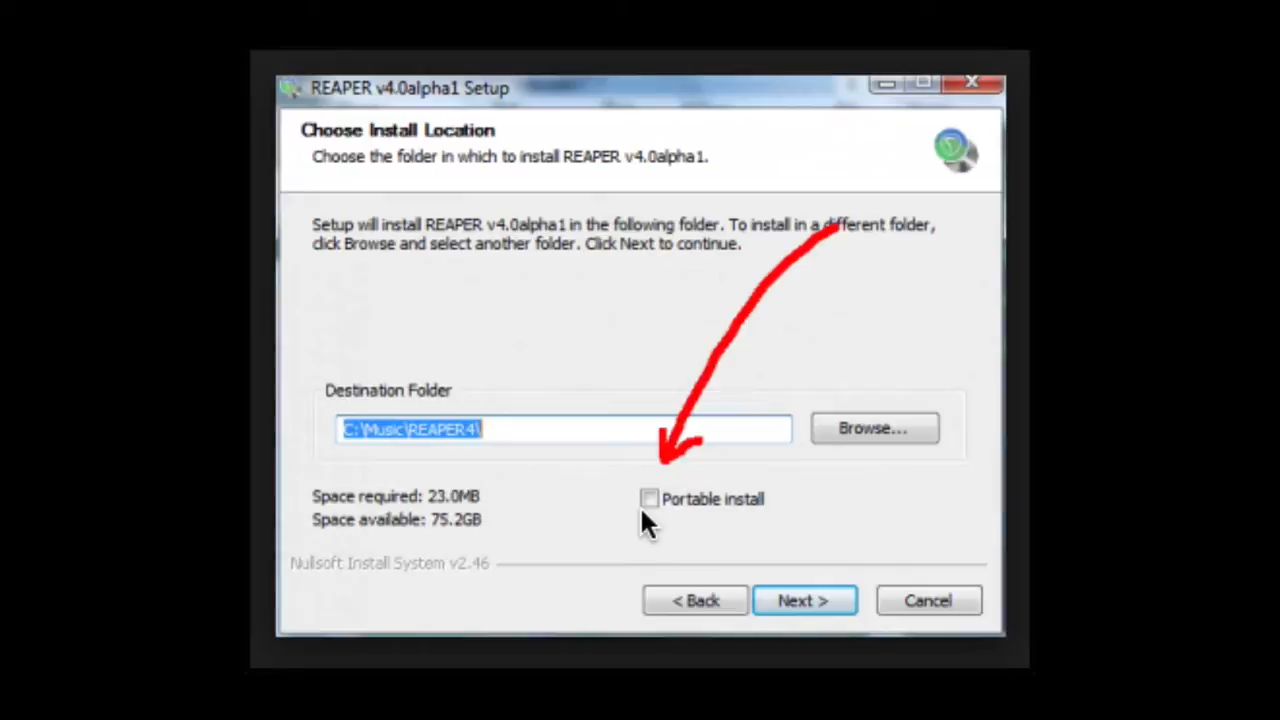 REAPER v4.0alpha1 Setup
Choose Install Location
Choose the folder in which to install REAPER v4.0alpha1.
Setup will install REAPER v4.0alpha1 in the following folder. To install in a different folder,
click Browse and select another folder. Click Next to continue.
Destination Folder
C:\Music\REAPER4\
Browse...
Space required: 23.0MB
Portable install
Space available: 75.2GB
Nullsoft Install System v2.46
< Back
Next >
Cancel